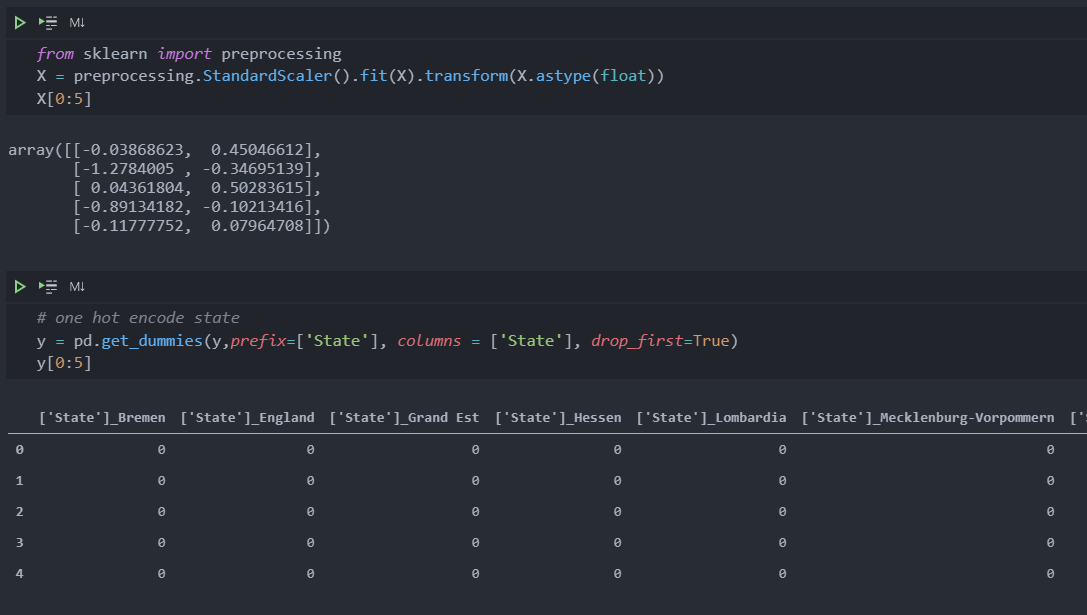 M↓
from sklearn import preprocessing
X = preprocessing.StandardScaler().fit(X).transform(X.astype(float))
X[0:5]
array([[-0.03868623,  0.45046612],
       [-1.2784005 , -0.34695139],
       [ 0.04361804,  0.50283615],
       [-0.89134182, -0.10213416],
       [-0.11777752,  0.07964708]])
M↓
# one hot encode state
y = pd.get_dummies(y,prefix=['State'], columns = ['State'], drop_first=True)
y[0:5]
['State']_Bremen ['State']_England ['State']_Grand Est ['State']_Hessen ['State']_Lombardia ['State']_Mecklenburg-Vorpommern ['
0 0 0 0 0 0 0
1 0 0 0 0 0 0
2 0 0 0 0 0 0
3 0 0 0 0 0 0
4 0 0 0 0 0 0